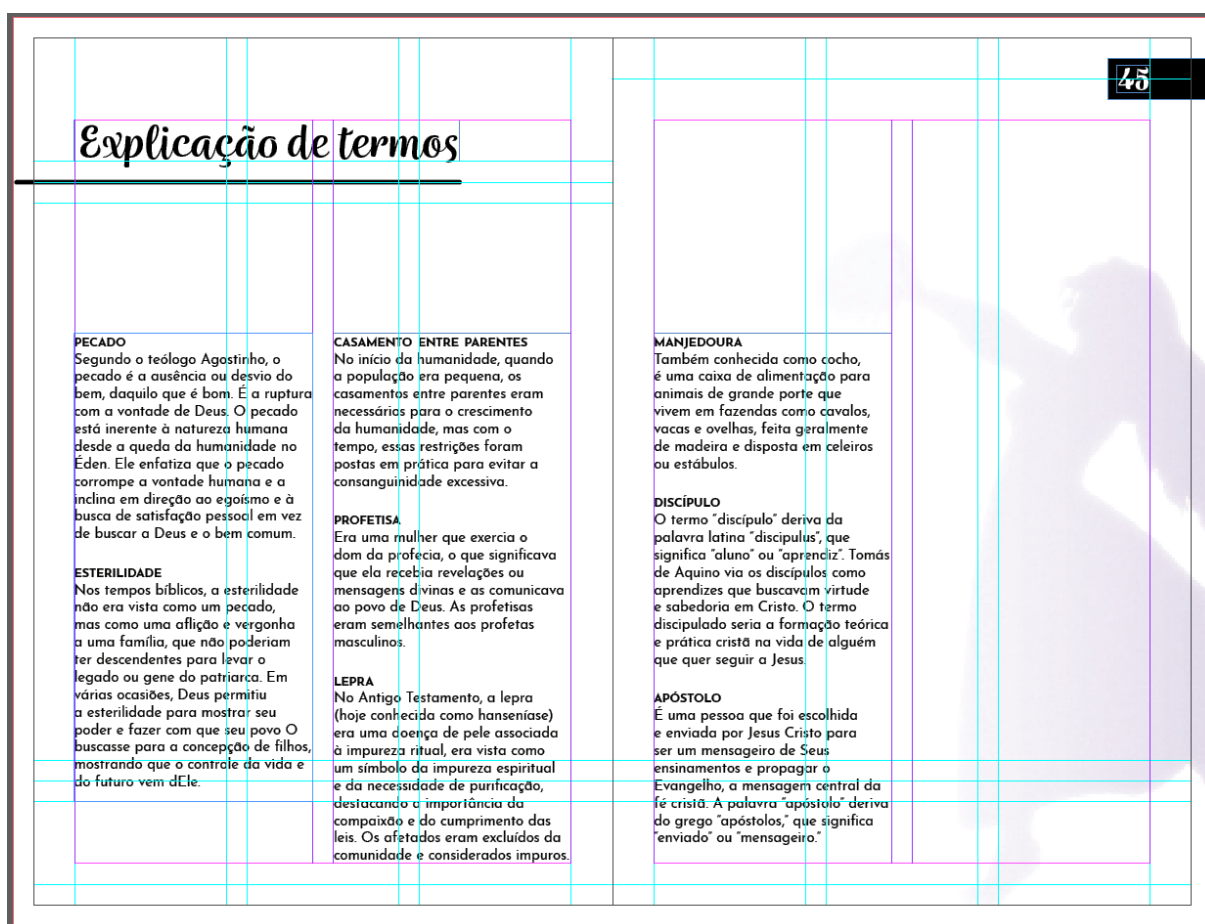 45
Explicação de termos
PECADO
Segundo o teólogo Agostinho, o
pecado é a ausência ou desvio do
bem, daquilo que é bom. É a ruptura
com a vontade de Deus. O pecado
está inerente à natureza humana
desde a queda da humanidade no
Éden. Ele enfatiza que o pecado
corrompe a vontade humana e a
inclina em direção ao egoísmo e à
busca de satisfação pessoal em vez
de buscar a Deus e o bem comum.
ESTERILIDADE
Nos tempos bíblicos, a esterilidade
não era vista como um pecado,
mas como uma aflição e vergonha
a uma família, que não poderiam
ter descendentes para levar o
legado ou gene do patriarca. Em
várias ocasiões, Deus permitiu
a esterilidade para mostrar seu
poder e fazer com que seu povo O
buscasse para a concepção de filhos,
mostrando que o controle da vida e
do futuro vem dEle.
CASAMENTO ENTRE PARENTES
No início da humanidade, quando
a população era pequena, os
casamentos entre parentes eram
necessários para o crescimento
da humanidade, mas com o
tempo, essas restrições foram
postas em prática para evitar a
consanguinidade excessiva.
PROFETISA
Era uma mulher que exercia o
dom da profecia, o que significava
que ela recebia revelações ou
mensagens divinas e as comunicava
ao povo de Deus. As profetisas
eram semelhantes aos profetas
masculinos.
LEPRA
No Antigo Testamento, a lepra
(hoje conhecida como hanseníase)
era uma doença de pele associada
à impureza ritual, era vista como
um símbolo da impureza espiritual
e da necessidade de purificação,
destacando a importância da
compaixão e do cumprimento das
leis. Os afetados eram excluídos da
comunidade e considerados impuros.
MANJEDOURA
Também conhecida como cocho,
é uma caixa de alimentação para
animais de grande porte que
vivem em fazendas como cavalos,
vacas e ovelhas, feita geralmente
de madeira e disposta em celeiros
ou estábulos.
DISCÍPULO
O termo "discípulo" deriva da
palavra latina "discipulus", que
significa "aluno" ou "aprendiz". Tomás
de Aquino via os discípulos como
aprendizes que buscavam virtude
e sabedoria em Cristo. O termo
discipulado seria a formação teórica
e prática cristã na vida de alguém
que quer seguir a Jesus.
APÓSTOLO
É uma pessoa que foi escolhida
e enviada por Jesus Cristo para
ser um mensageiro de Seus
ensinamentos e propagar o
Evangelho, a mensagem central da
fé cristã. A palavra "apóstolo" deriva
do grego "apóstolos," que significa
"enviado" ou "mensageiro."